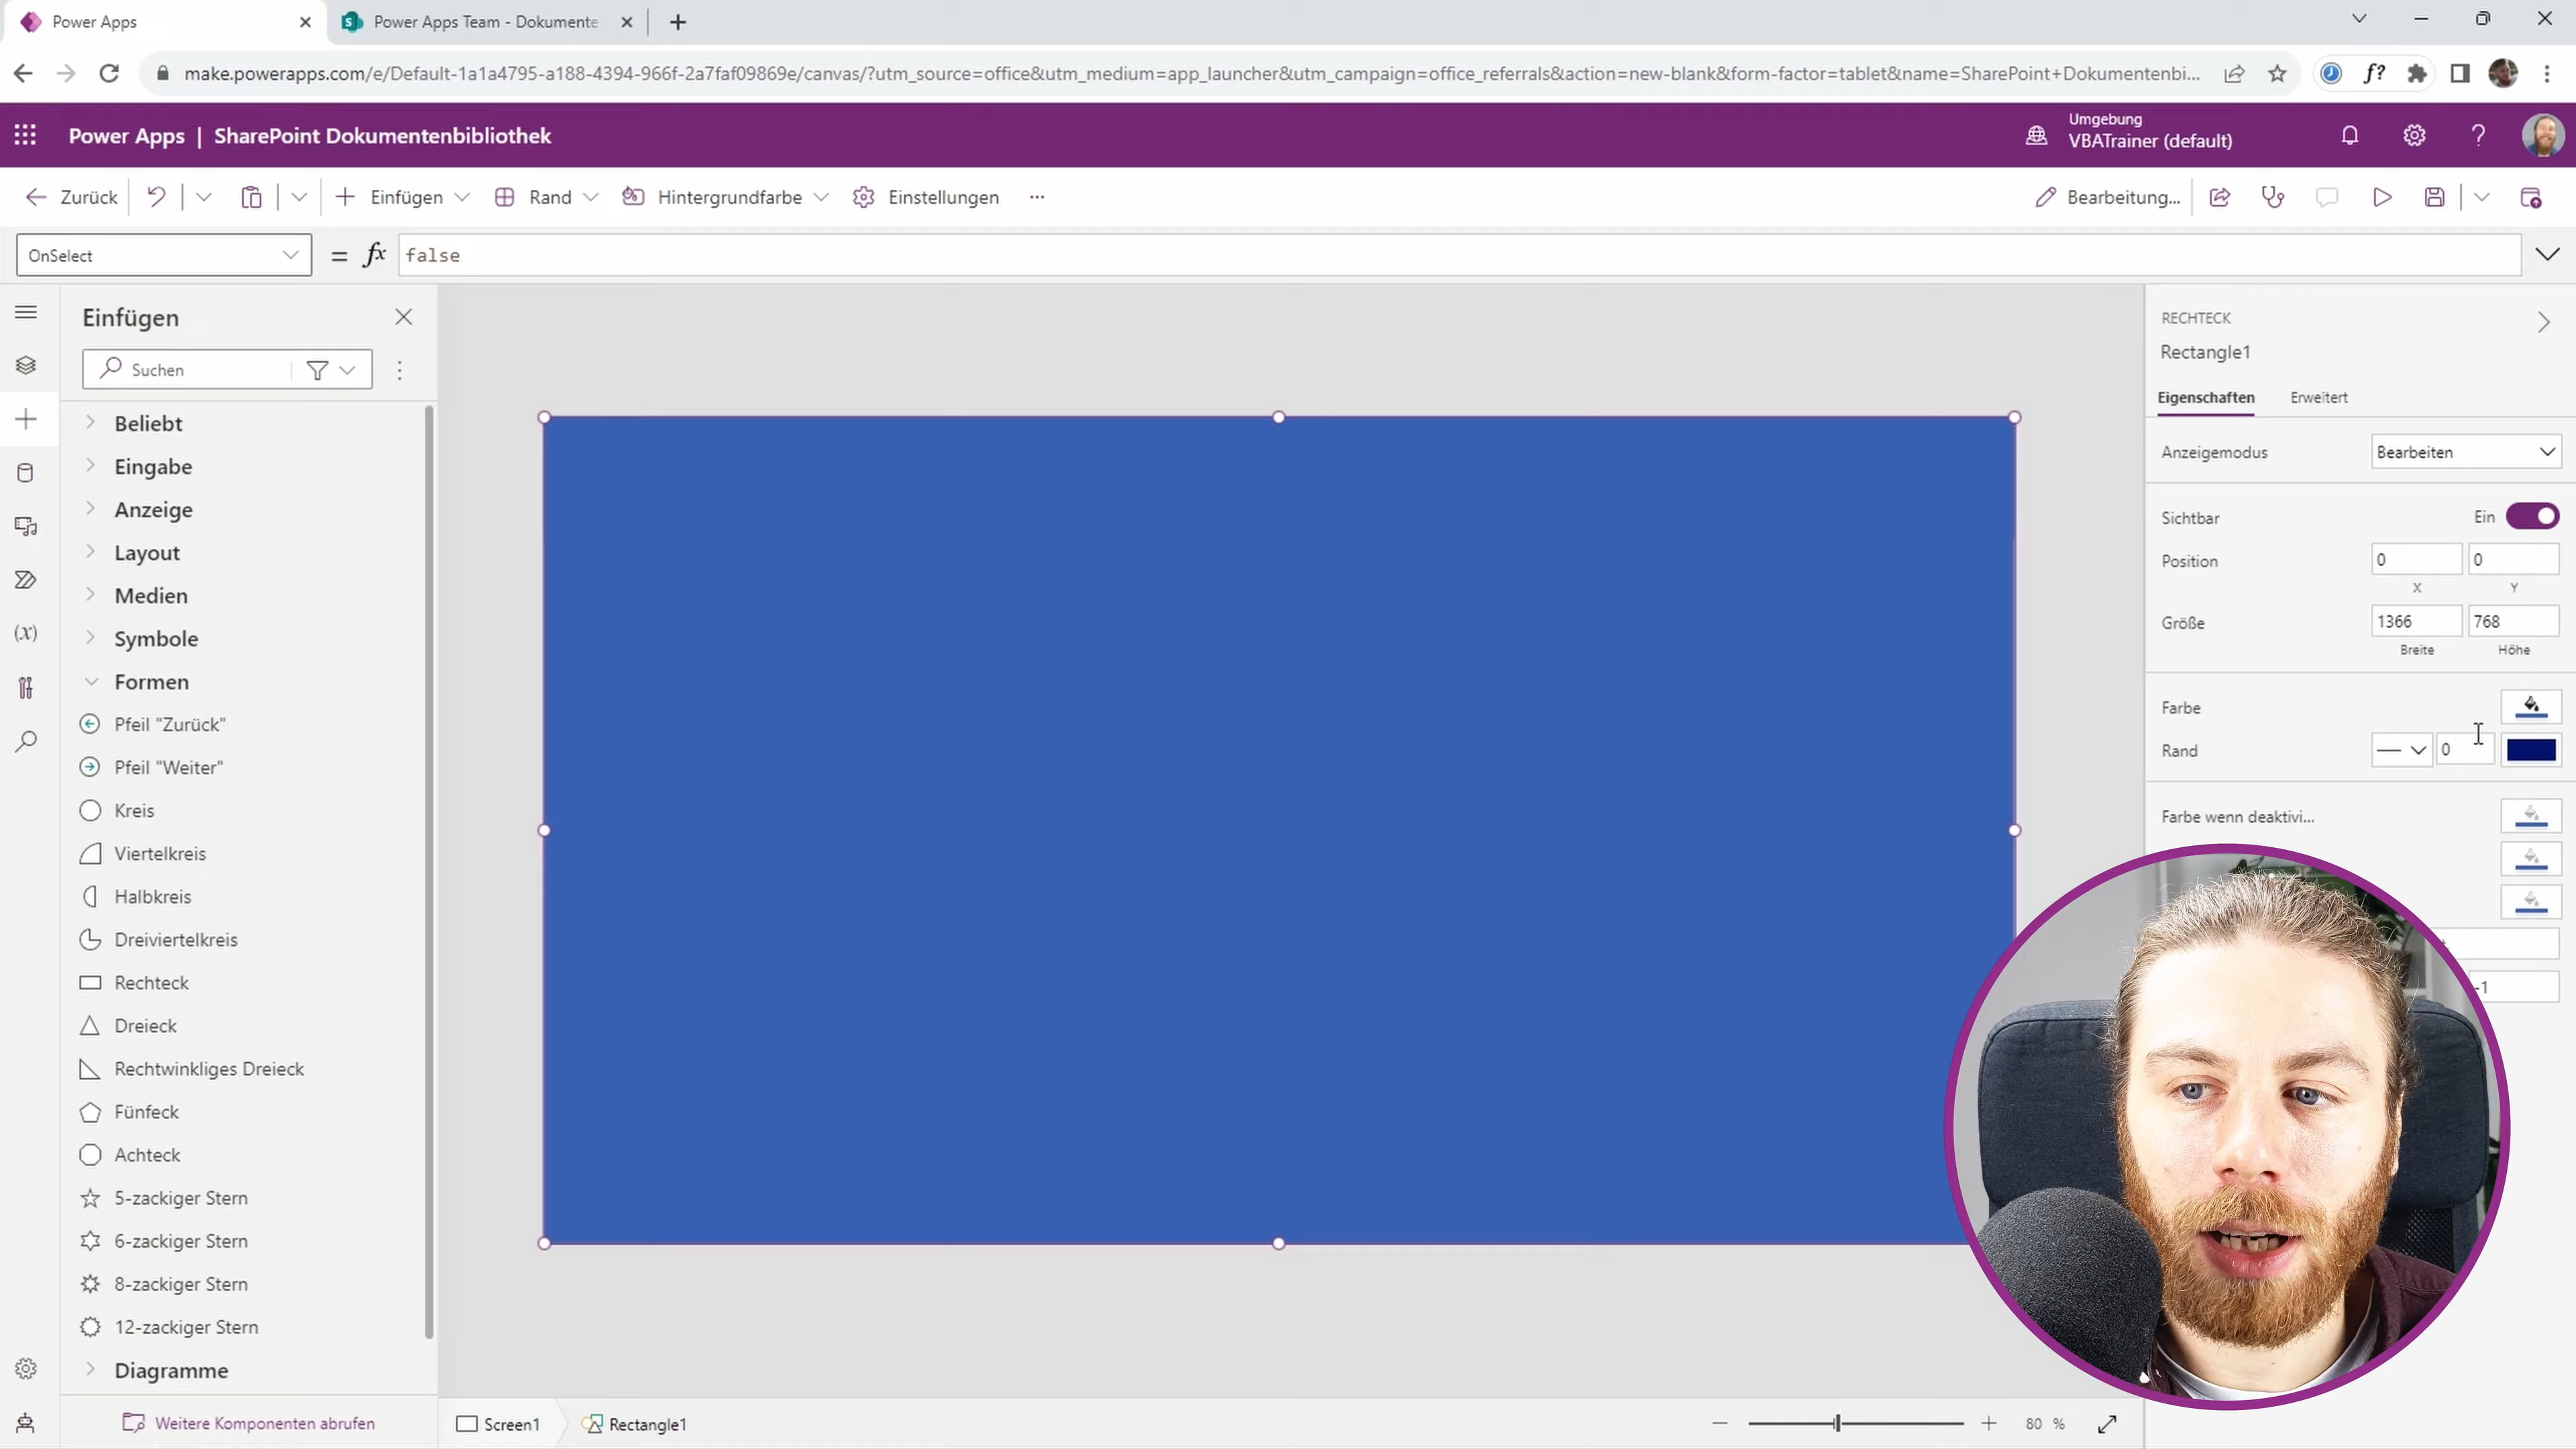 Power Apps
Power Apps Team - Dokumente
make.powerapps.com/e/Default-1a1a4795-a188-4394-966f-2a7faf09869e/canvas/?utm_source=office&utm_medium=app_launcher&utm_campaign=office_referrals&action=new-blank&form-factor=tablet&name=SharePoint+Dokumentenbi...
f?
Power Apps | SharePoint Dokumentenbibliothek
Umgebung
VBATrainer (default)
Zurück
Einfügen
Rand
Hintergrundfarbe
Einstellungen
...
Bearbeitung...
OnSelect
= fx
false
Einfügen
Suchen
Beliebt
Eingabe
Anzeige
Layout
Medien
Symbole
Formen
Pfeil "Zurück"
Pfeil "Weiter"
Kreis
Viertelkreis
Halbkreis
Dreiviertelkreis
Rechteck
Dreieck
Rechtwinkliges Dreieck
Fünfeck
Achteck
5-zackiger Stern
6-zackiger Stern
8-zackiger Stern
12-zackiger Stern
Diagramme
Weitere Komponenten abrufen
Screen1
Rectangle1
80 %
RECHTECK
Rectangle1
Eigenschaften
Erweitert
Anzeigemodus
Bearbeiten
Sichtbar
Ein
Position
0
0
X
Y
Größe
1366
768
Breite
Höhe
Farbe
Rand
0
Farbe wenn deaktivi...
-1